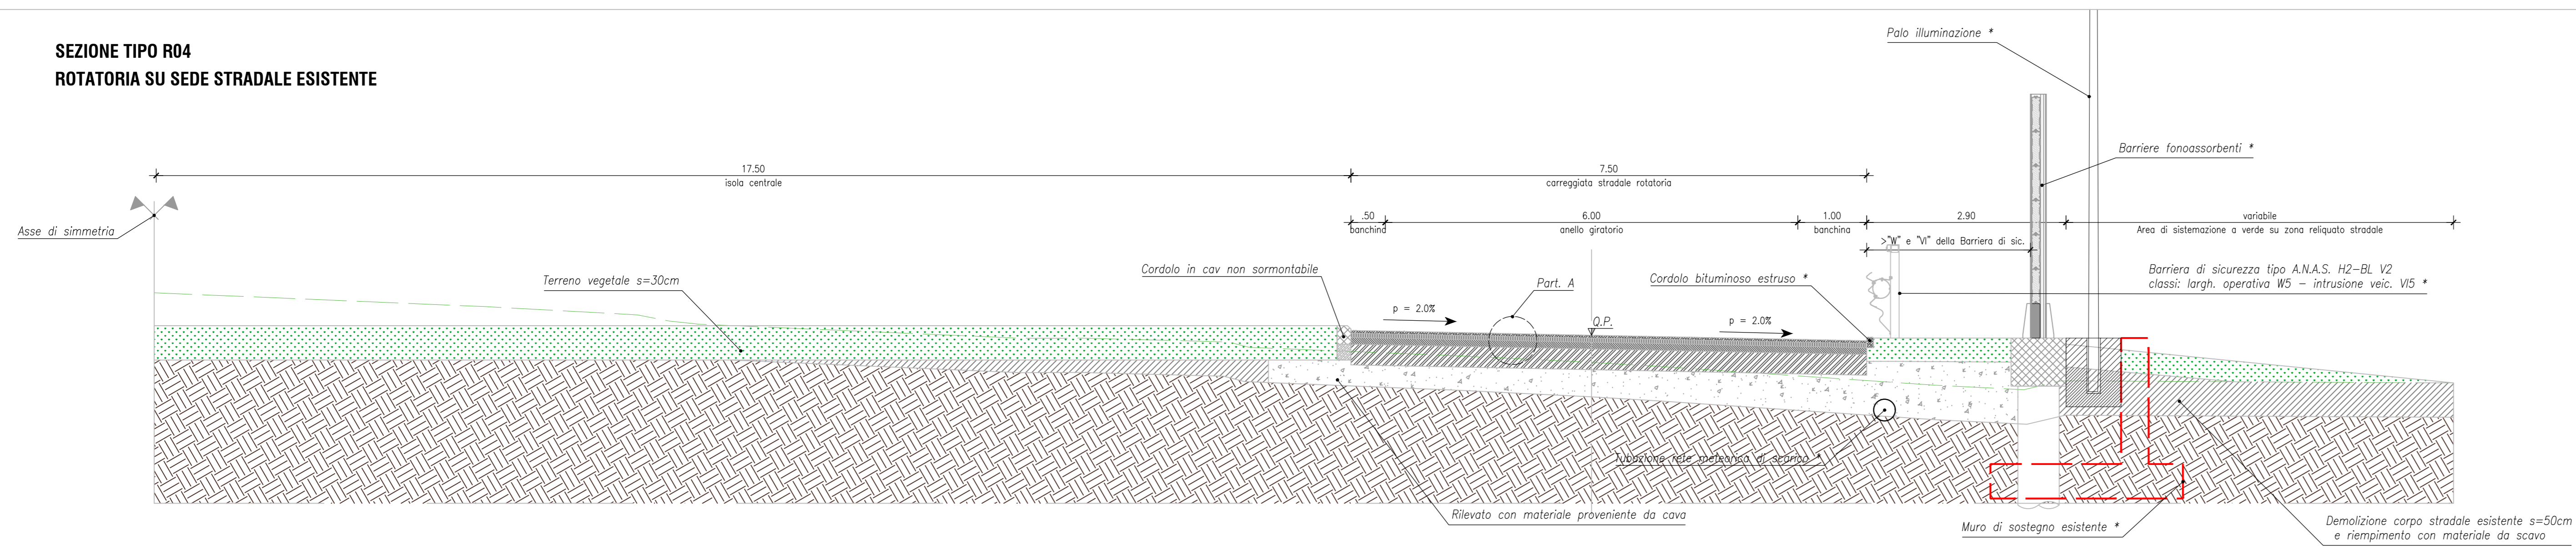 SEZIONE TIPO R04
ROTATORIA SU SEDE STRADALE ESISTENTE
Palo illuminazione *
Barriere fonoassorbenti *
17.50
isola centrale
7.50
carreggiata stradale rotatoria
Asse di simmetria
.50
banchina
6.00
anello giratorio
1.00
banchina
2.90
variabile
Area di sistemazione a verde su zona reliquato stradale
>"W" e "VI" della Barriera di sic.
Terreno vegetale s=30cm
Cordolo in cav non sormontabile
Part. A
Cordolo bituminoso estruso *
Barriera di sicurezza tipo A.N.A.S. H2-BL V2
classi: largh. operativa W5 - intrusione veic. VI5 *
p = 2.0%
Q.P.
p = 2.0%
Tubazione rete meteorica di scarico *
Rilevato con materiale proveniente da cava
Muro di sostegno esistente *
Demolizione corpo stradale esistente s=50cm
e riempimento con materiale da scavo